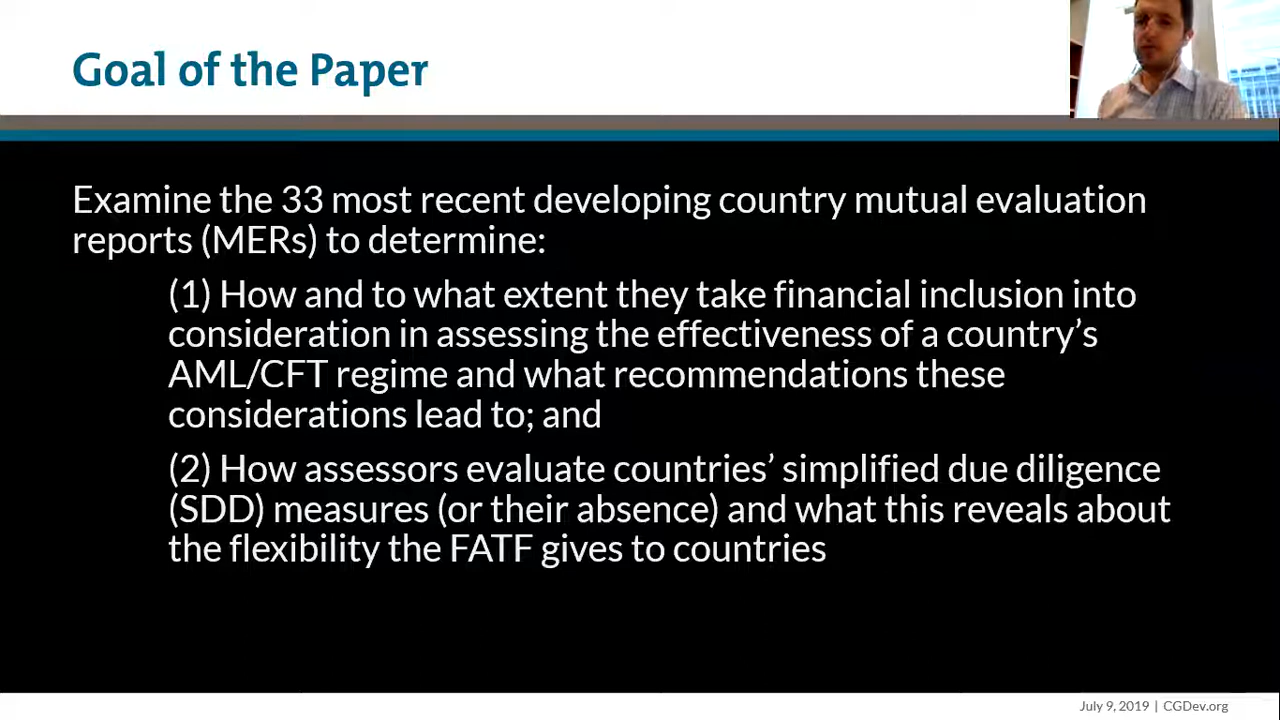 Goal of the Paper
Examine the 33 most recent developing country mutual evaluation
reports (MERs) to determine:
(1) How and to what extent they take financial inclusion into
consideration in assessing the effectiveness of a country’s
AML/CFT regime and what recommendations these
considerations lead to; and
(2) How assessors evaluate countries’ simplified due diligence
(SDD) measures (or their absence) and what this reveals about
the flexibility the FATF gives to countries
July 9, 2019 | CGDev.org